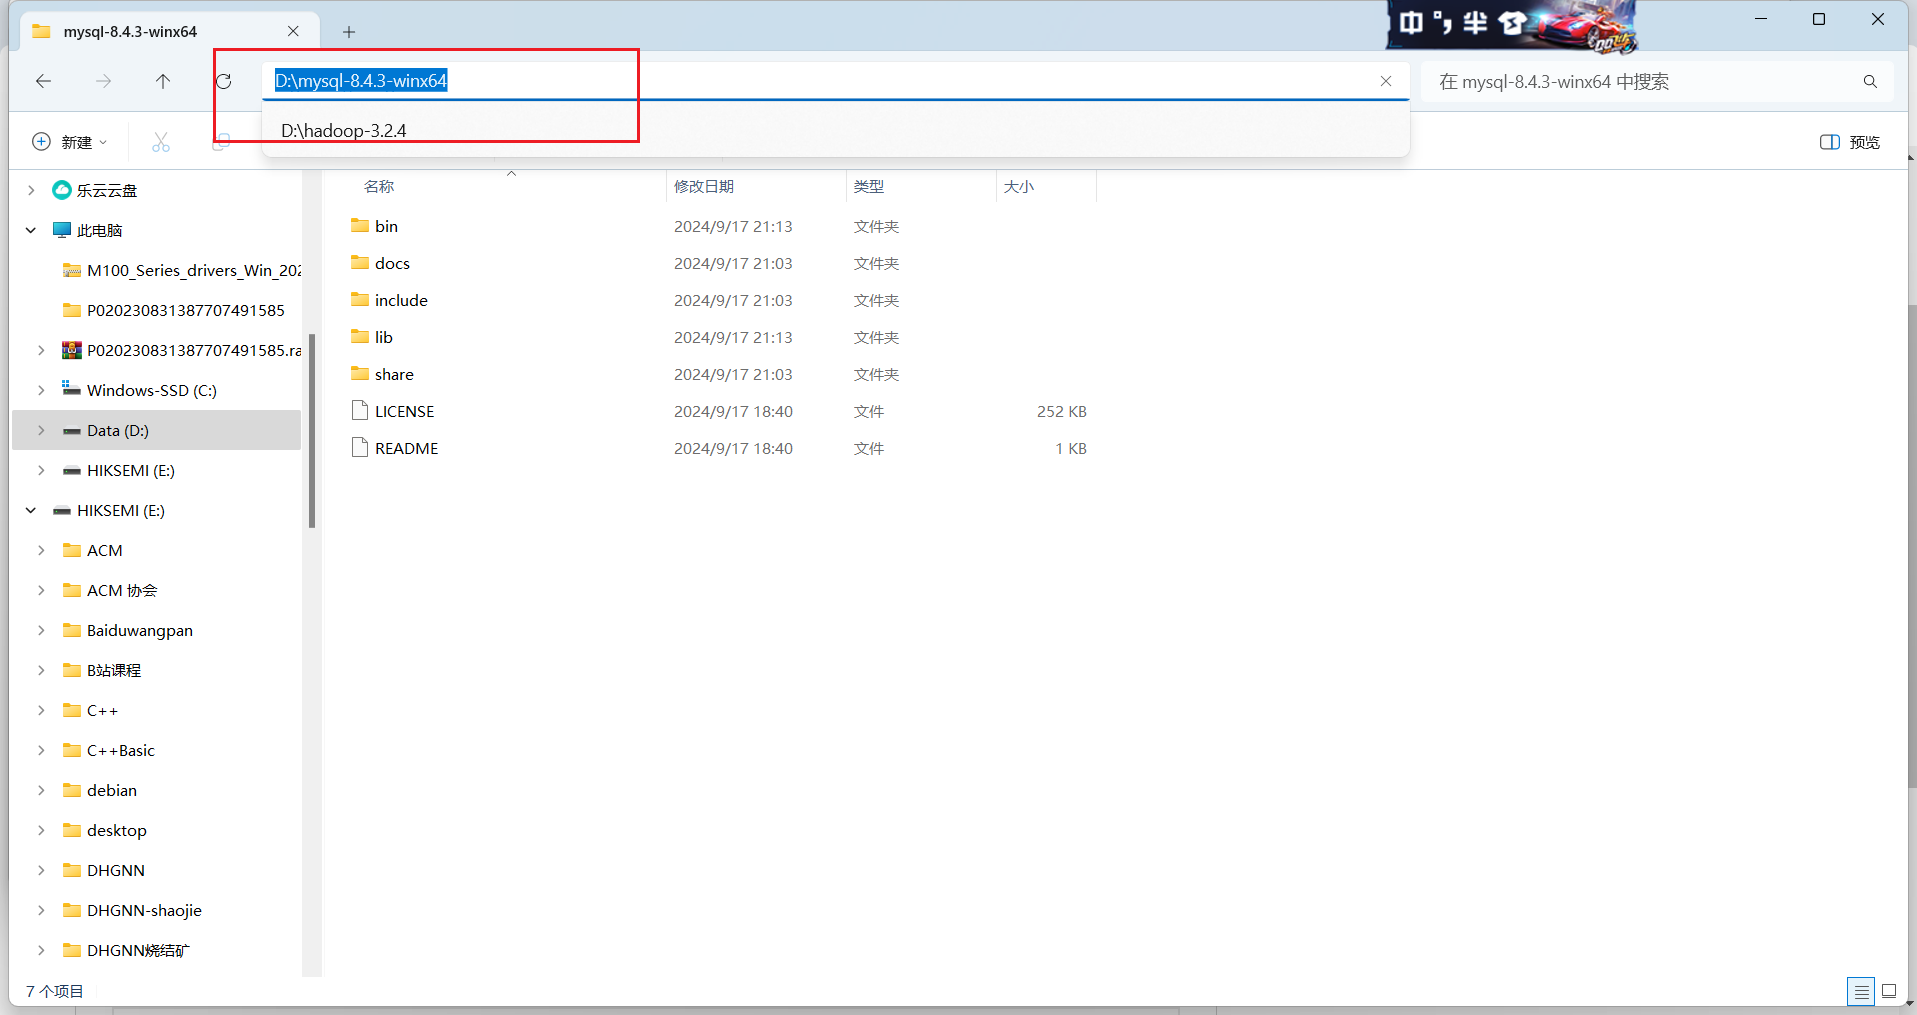 mysql-8.4.3-winx64
中 °, 半
D:\mysql-8.4.3-winx64
在 mysql-8.4.3-winx64 中搜索
D:\hadoop-3.2.4
新建
预览
名称 修改日期 类型 大小
乐云云盘
此电脑
M100_Series_drivers_Win_202
P020230831387707491585
P020230831387707491585.ra
Windows-SSD (C:)
Data (D:)
HIKSEMI (E:)
HIKSEMI (E:)
ACM
ACM 协会
Baiduwangpan
B站课程
C++
C++Basic
debian
desktop
DHGNN
DHGNN-shaojie
DHGNN烧结矿
bin 2024/9/17 21:13 文件夹
docs 2024/9/17 21:03 文件夹
include 2024/9/17 21:03 文件夹
lib 2024/9/17 21:13 文件夹
share 2024/9/17 21:03 文件夹
LICENSE 2024/9/17 18:40 文件 252 KB
README 2024/9/17 18:40 文件 1 KB
7 个项目